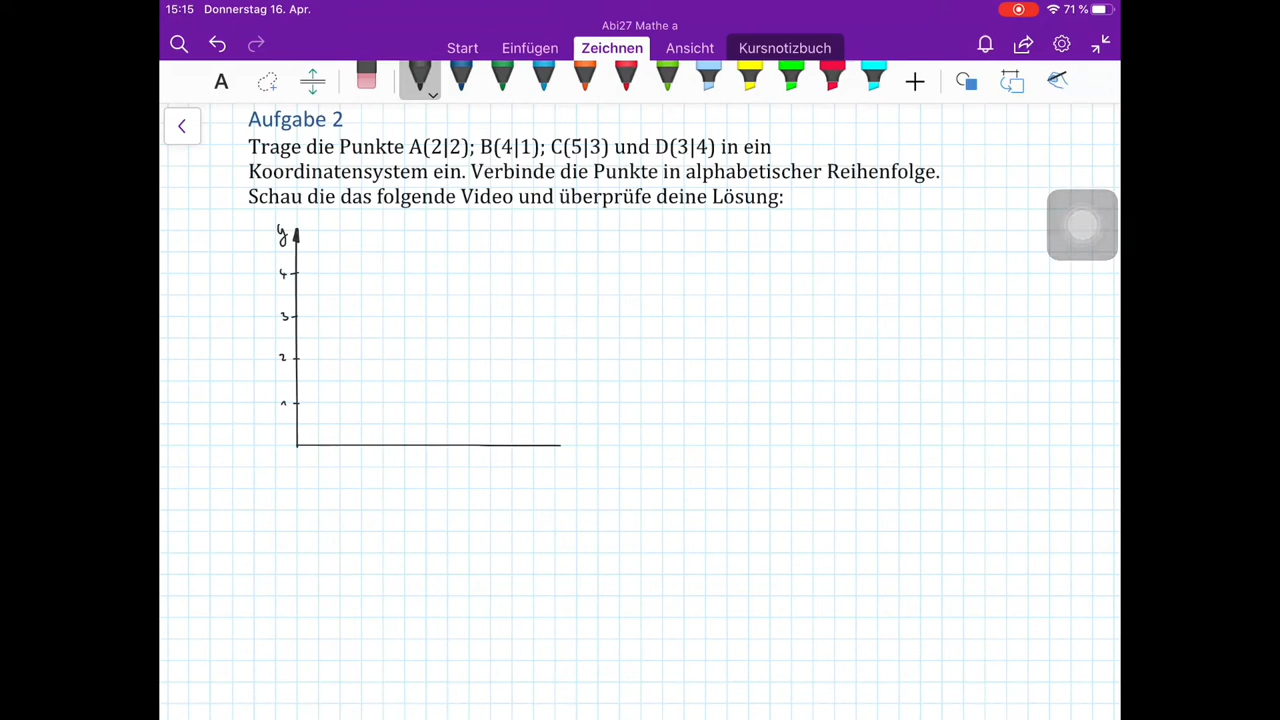 15:15 Donnerstag 16. Apr. 71 %
Abi27 Mathe a
Start Einfügen Zeichnen Ansicht Kursnotizbuch
A
Aufgabe 2
Trage die Punkte A(2|2); B(4|1); C(5|3) und D(3|4) in ein
Koordinatensystem ein. Verbinde die Punkte in alphabetischer Reihenfolge.
Schau die das folgende Video und überprüfe deine Lösung:
y
4
3
2
1